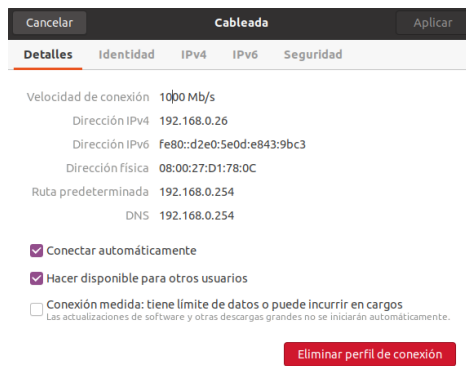 Cancelar Cableada Aplicar
Detalles Identidad IPv4 IPv6 Seguridad
Velocidad de conexión 1000 Mb/s
Dirección IPv4 192.168.0.26
Dirección IPv6 fe80::d2e0:5e0d:e843:9bc3
Dirección física 08:00:27:D1:78:0C
Ruta predeterminada 192.168.0.254
DNS 192.168.0.254
Conectar automáticamente
Hacer disponible para otros usuarios
Conexión medida: tiene límite de datos o puede incurrir en cargos
Las actualizaciones de software y otras descargas grandes no se iniciarán automáticamente.
Eliminar perfil de conexión